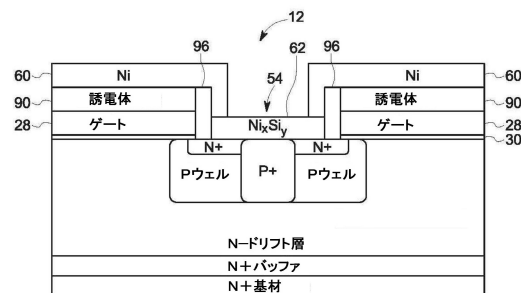 12
96 62 96
54
60 Ni Ni 60
90 誘電体 誘電体 90
28 ゲート NixSiy ゲート 28
30
N+ N+
Pウェル P+ Pウェル
N−ドリフト層
N+バッファ
N+基材